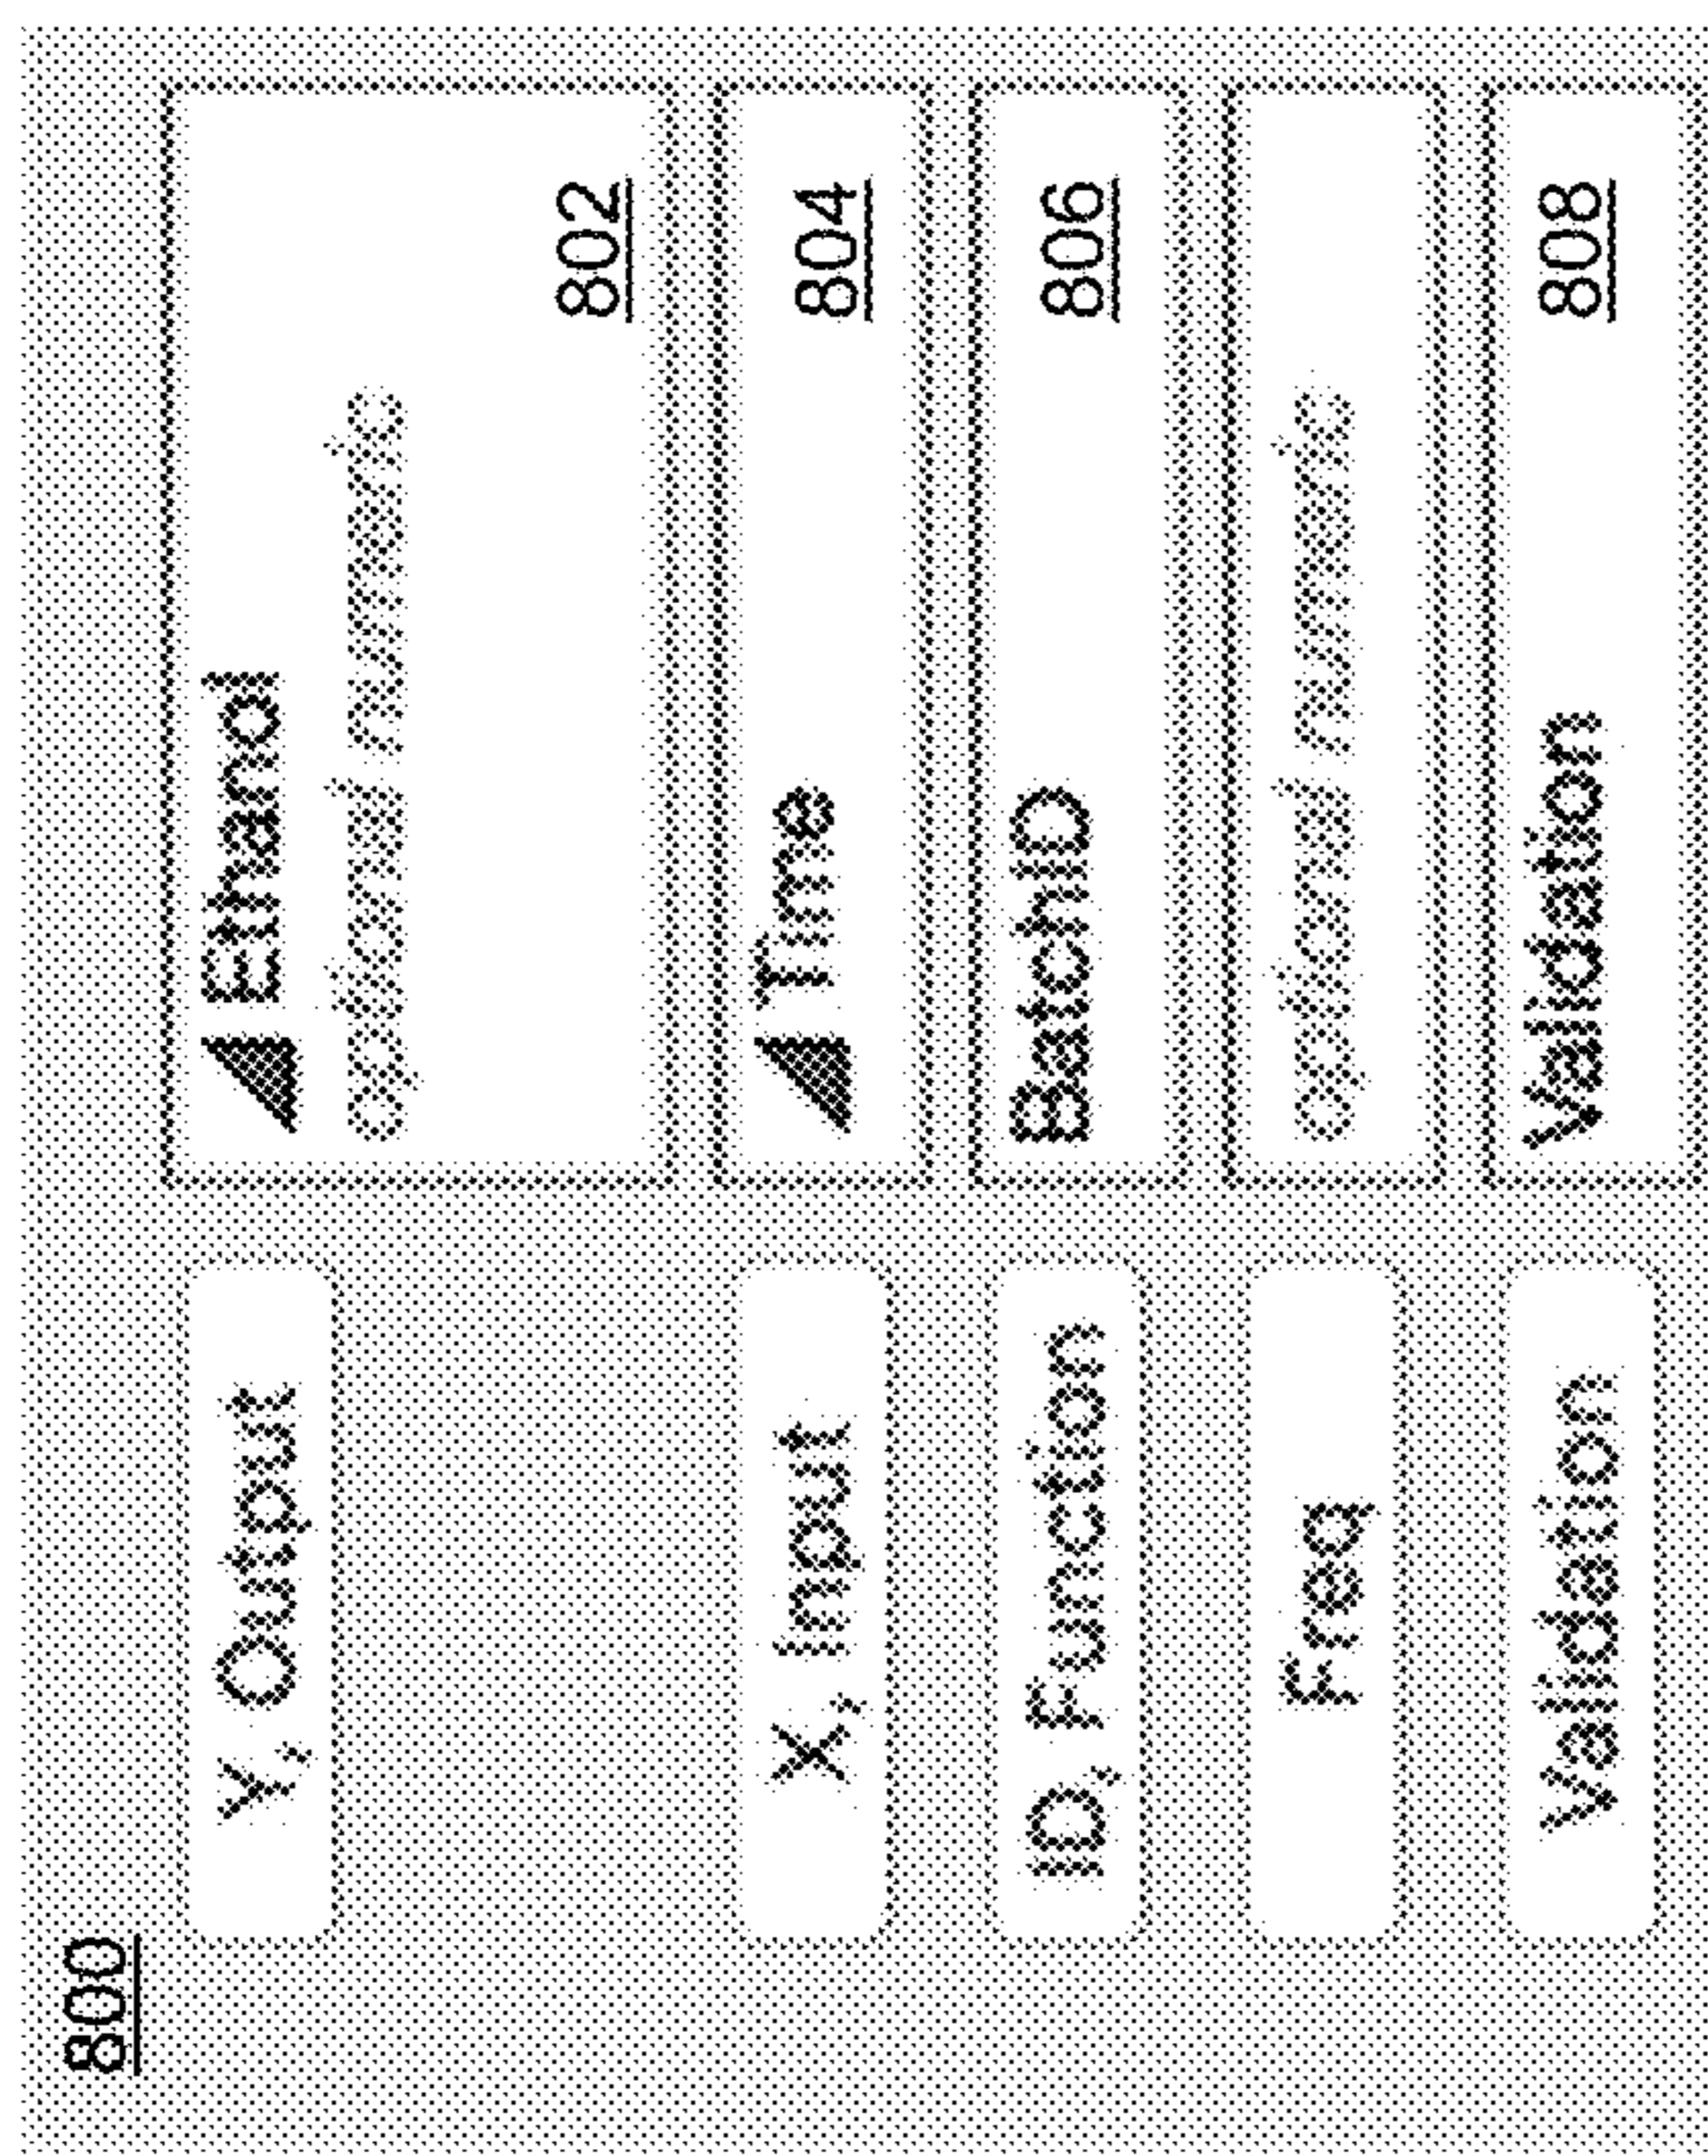 800
Y, Output
Ethanol
optional numeric
802
X, Input
Time
804
ID, Function
BatchID
806
Freq
optional numeric
Validation
Validation
808